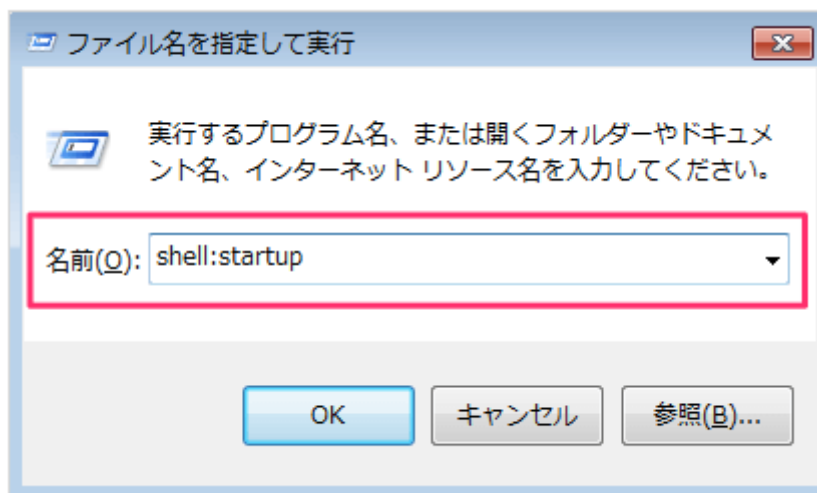 ファイル名を指定して実行
実行するプログラム名、または開くフォルダーやドキュメ
ント名、インターネット リソース名を入力してください。
名前(O): shell:startup
OK キャンセル 参照(B)...